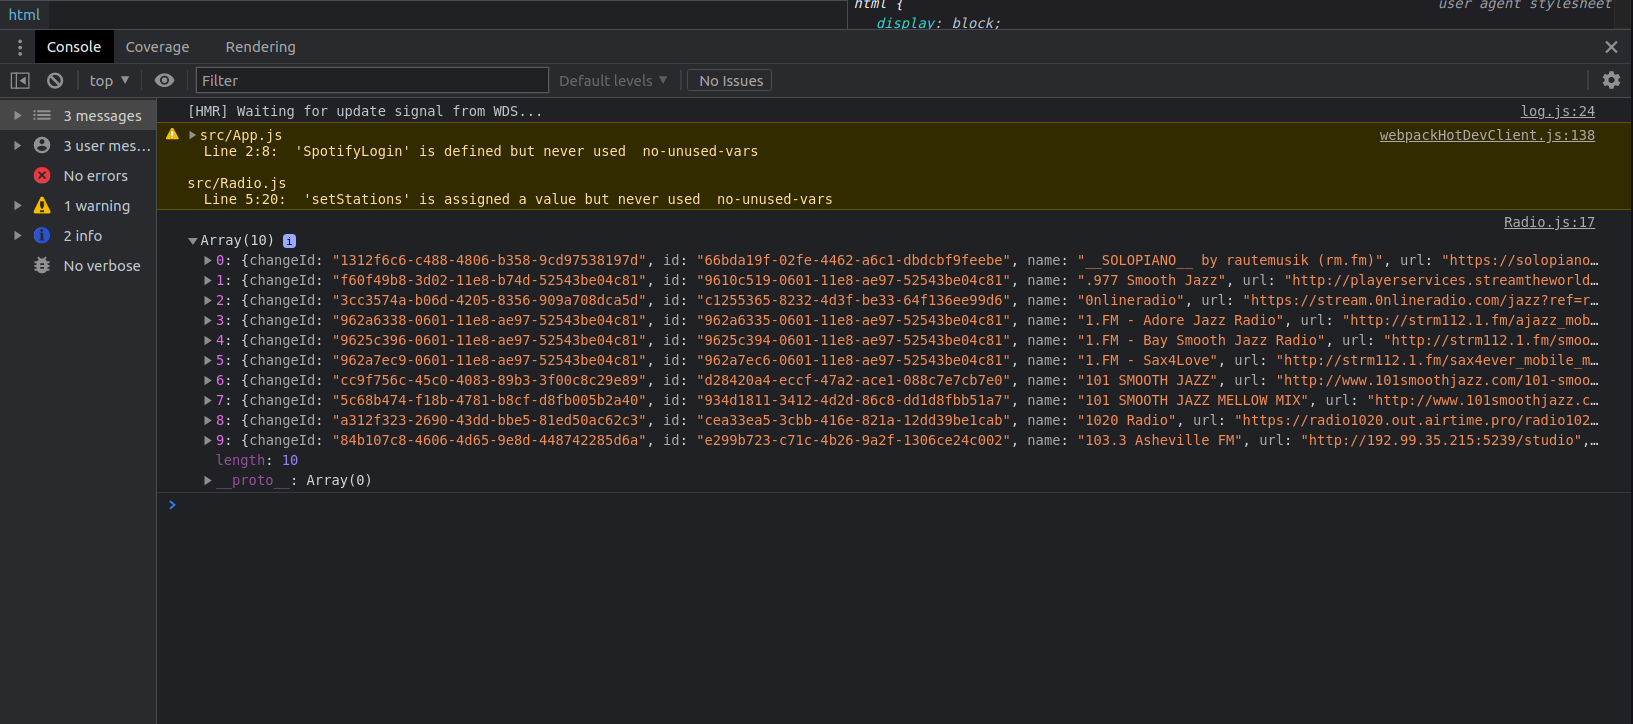 html
html {
user agent stylesheet
display: block;
Console Coverage Rendering
top Filter Default levels No Issues
3 messages
3 user mes...
No errors
1 warning
2 info
No verbose
[HMR] Waiting for update signal from WDS... log.js:24
src/App.js webpackHotDevClient.js:138
Line 2:8: 'SpotifyLogin' is defined but never used no-unused-vars
src/Radio.js
Line 5:20: 'setStations' is assigned a value but never used no-unused-vars
Radio.js:17
Array(10) i
0: {changeId: "1312f6c6-c488-4806-b358-9cd97538197d", id: "66bda19f-02fe-4462-a6c1-dbdcbf9feebe", name: "__SOLOPIANO__ by rautemusik (rm.fm)", url: "https://solopiano…
1: {changeId: "f60f49b8-3d02-11e8-b74d-52543be04c81", id: "9610c519-0601-11e8-ae97-52543be04c81", name: ".977 Smooth Jazz", url: "http://playerservices.streamtheworld…
2: {changeId: "3cc3574a-b06d-4205-8356-909a708dca5d", id: "c1255365-8232-4d3f-be33-64f136ee99d6", name: "0nlineradio", url: "https://stream.0nlineradio.com/jazz?ref=r…
3: {changeId: "962a6338-0601-11e8-ae97-52543be04c81", id: "962a6335-0601-11e8-ae97-52543be04c81", name: "1.FM - Adore Jazz Radio", url: "http://strm112.1.fm/ajazz_mob…
4: {changeId: "9625c396-0601-11e8-ae97-52543be04c81", id: "9625c394-0601-11e8-ae97-52543be04c81", name: "1.FM - Bay Smooth Jazz Radio", url: "http://strm112.1.fm/smoo…
5: {changeId: "962a7ec9-0601-11e8-ae97-52543be04c81", id: "962a7ec6-0601-11e8-ae97-52543be04c81", name: "1.FM - Sax4Love", url: "http://strm112.1.fm/sax4ever_mobile_m…
6: {changeId: "cc9f756c-45c0-4083-89b3-3f00c8c29e89", id: "d28420a4-eccf-47a2-ace1-088c7e7cb7e0", name: "101 SMOOTH JAZZ", url: "http://www.101smoothjazz.com/101-smoo…
7: {changeId: "5c68b474-f18b-4781-b8cf-d8fb005b2a40", id: "934d1811-3412-4d2d-86c8-dd1d8fbb51a7", name: "101 SMOOTH JAZZ MELLOW MIX", url: "http://www.101smoothjazz.c…
8: {changeId: "a312f323-2690-43dd-bbe5-81ed50ac62c3", id: "cea33ea5-3cbb-416e-821a-12dd39be1cab", name: "1020 Radio", url: "https://radio1020.out.airtime.pro/radio102…
9: {changeId: "84b107c8-4606-4d65-9e8d-448742285d6a", id: "e299b723-c71c-4b26-9a2f-1306ce24c002", name: "103.3 Asheville FM", url: "http://192.99.35.215:5239/studio",…
length: 10
__proto__: Array(0)